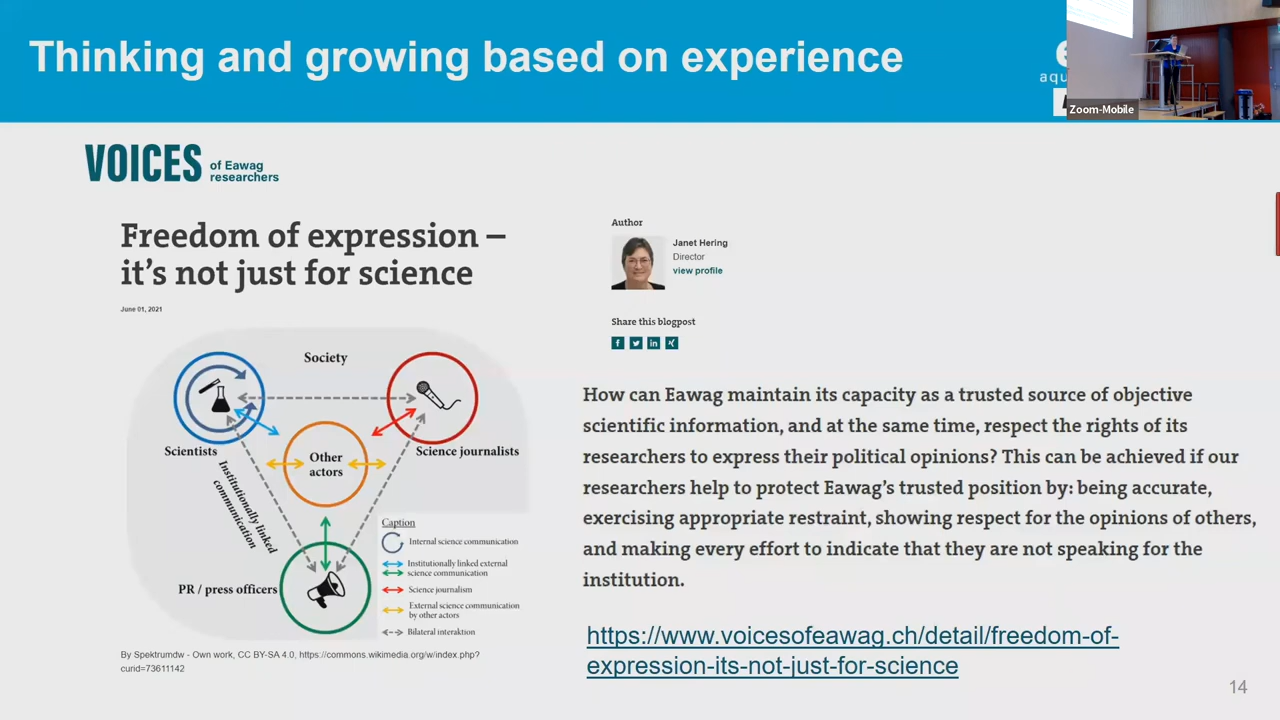 Thinking and growing based on experience
aqu
Zoom-Mobile
VOICES of Eawag
researchers
Freedom of expression –
it's not just for science
June 01, 2021
Author
Janet Hering
Director
view profile
Share this blogpost
Society
Scientists
Science journalists
Other
actors
Institutionally linked
communication
PR / press officers
Caption
Internal science communication
Institutionally linked external
science communication
Science journalism
External science communication
by other actors
Bilateral interaktion
By Spektrumdw - Own work, CC BY-SA 4.0, https://commons.wikimedia.org/w/index.php?
curid=73611142
How can Eawag maintain its capacity as a trusted source of objective
scientific information, and at the same time, respect the rights of its
researchers to express their political opinions? This can be achieved if our
researchers help to protect Eawag's trusted position by: being accurate,
exercising appropriate restraint, showing respect for the opinions of others,
and making every effort to indicate that they are not speaking for the
institution.
https://www.voicesofeawag.ch/detail/freedom-of-
expression-its-not-just-for-science
14